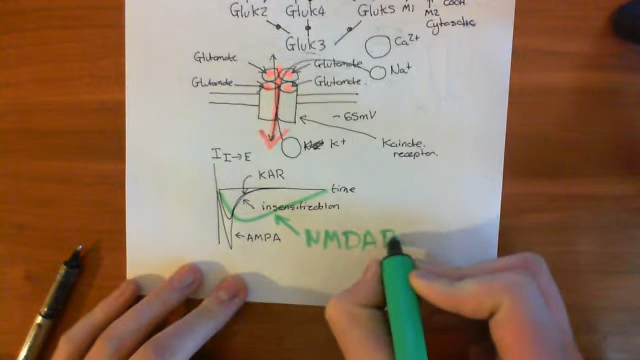 Gluk2 Gluk4 Gluk5 M1 COOH
M2
Cytosolic
Gluk3
Ca2+
Glutamate Glutamate
Na+
Glutamate Glutamate
-65mV
K+
Kainate
receptor.
I I→E
KAR
time
insensitization
AMPA
NMDAR